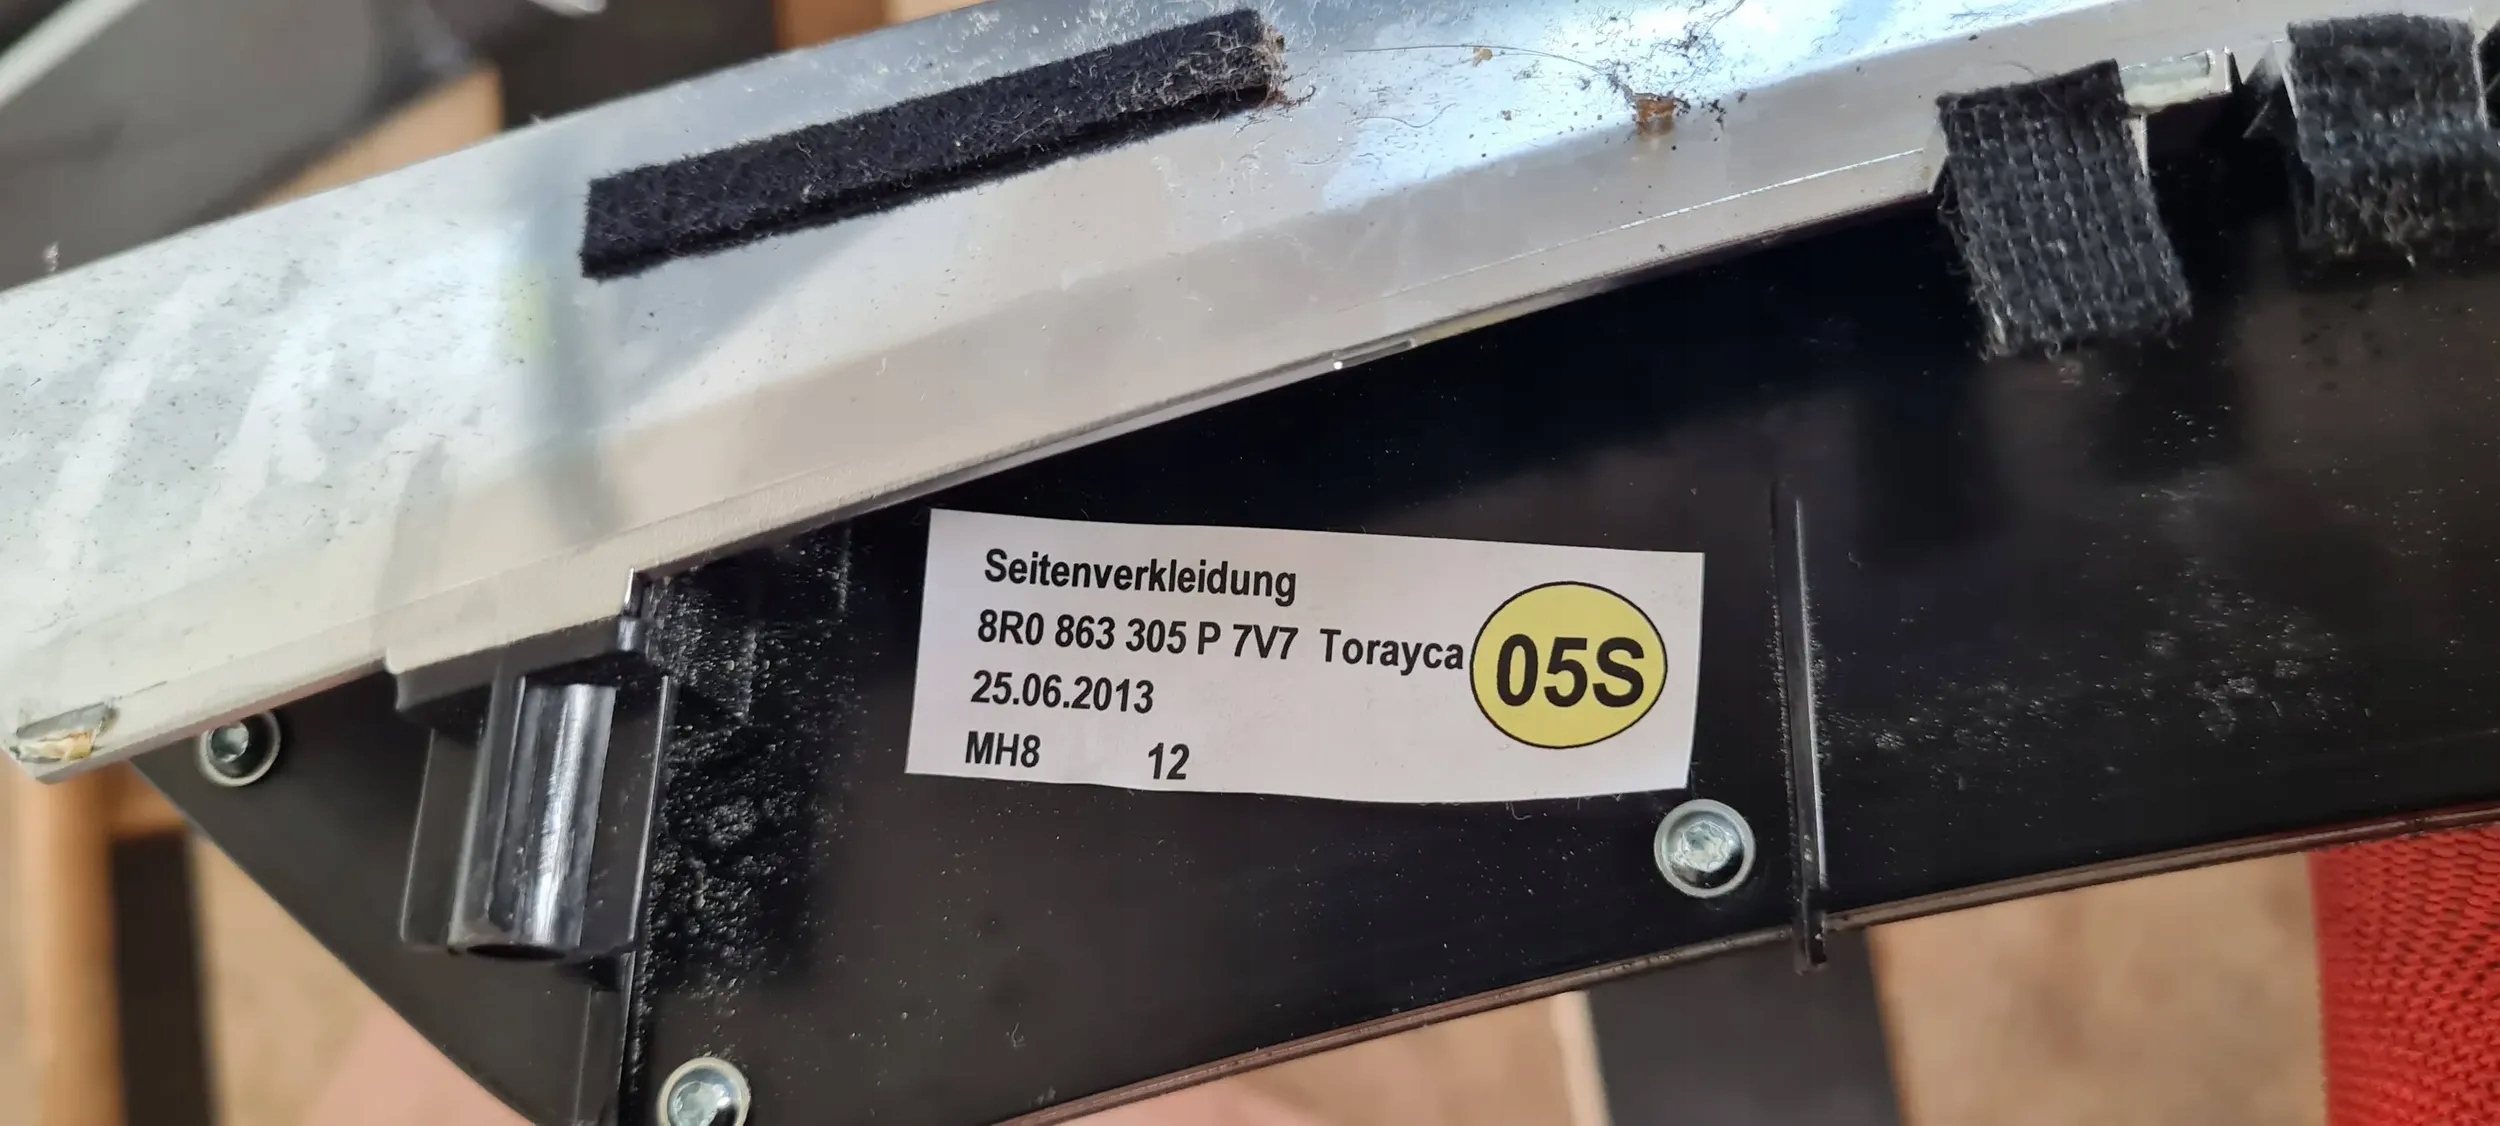 Seitenverkleidung
8R0 863 305 P 7V7 Torayca
05S
25.06.2013
MH8 12